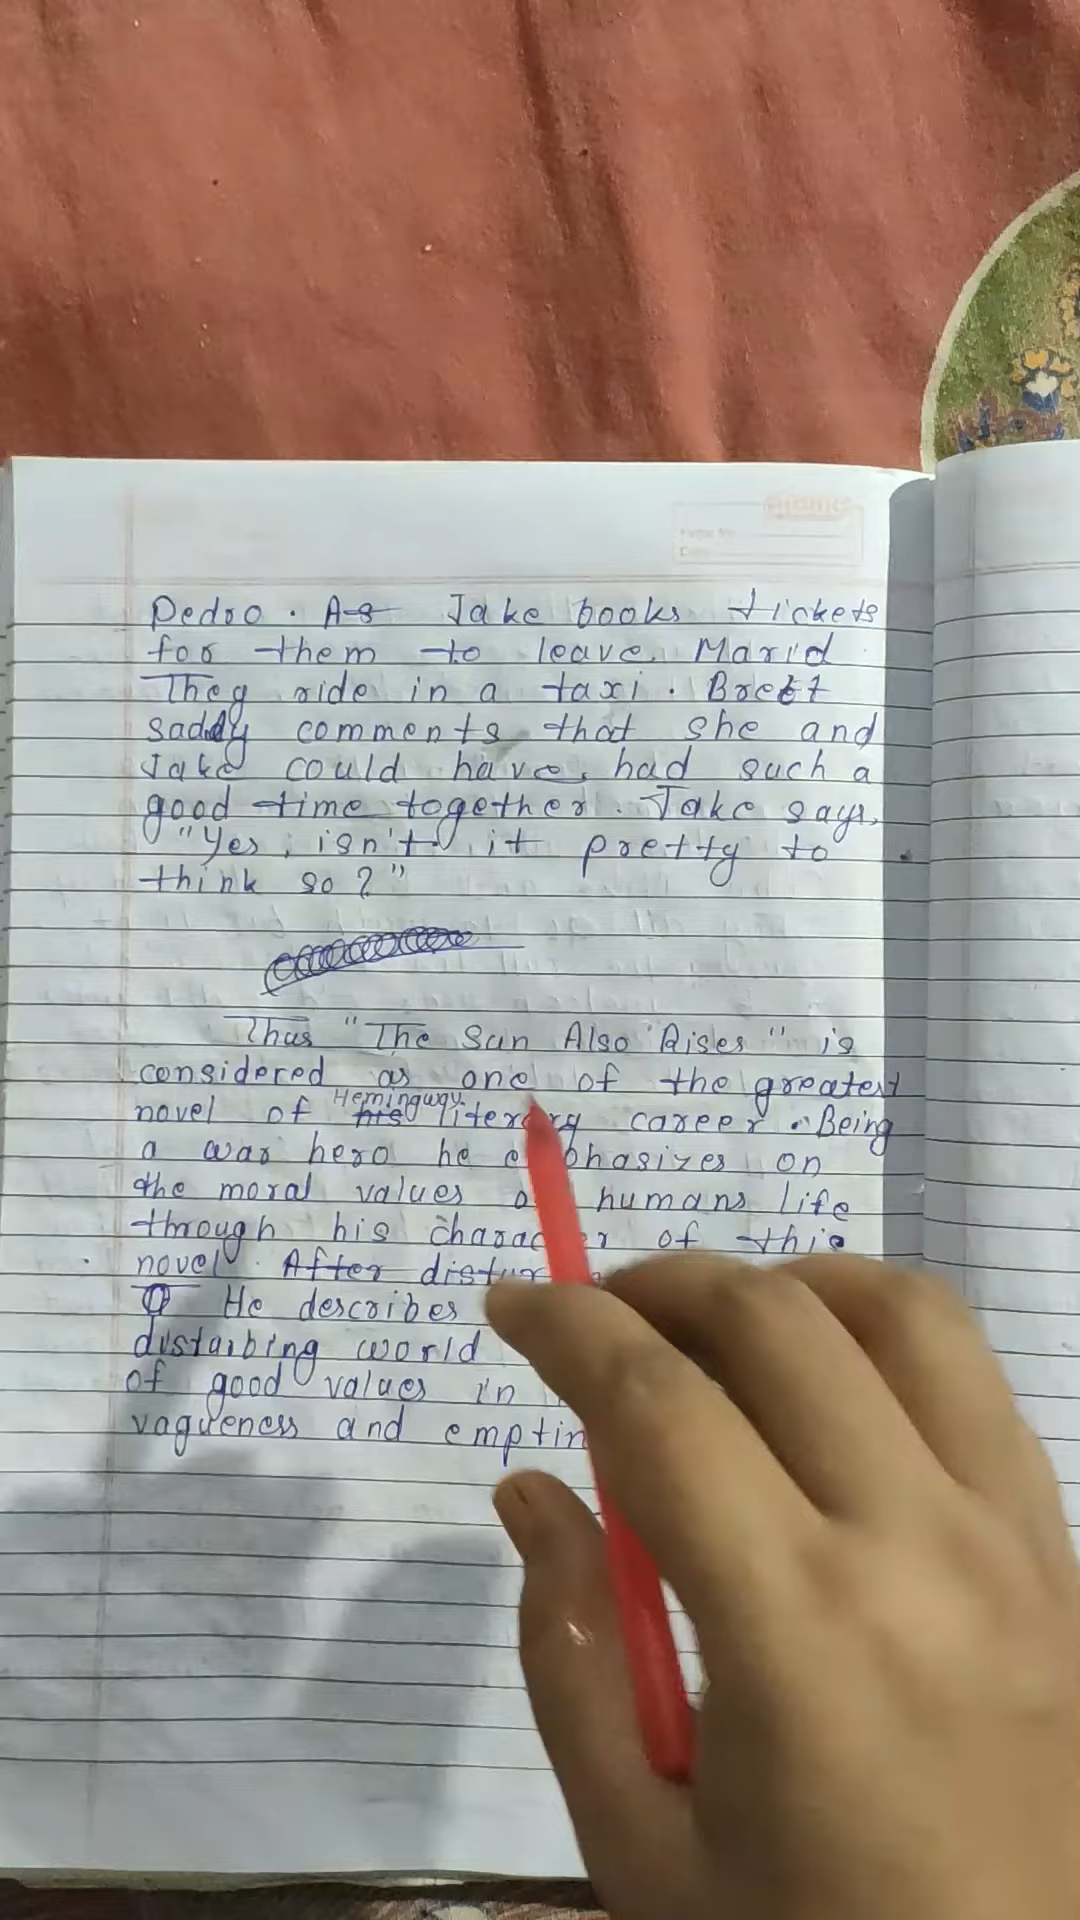 Pedro. As Jake books tickets
for them to leave Marid
They ride in a taxi. Brett
saddy comments that she and
Jake could have had such a
good time together. Jake says,
"Yes, isn't it pretty to
think so?"
Thus "The Sun Also Rises" is
considered as one of the greatest
Hemingway
novel of his literary career. Being
a war hero he emphasizes on
the moral values of humans life
through his character of this
novel. After
He describes
disturbing world
of good values in
vagueness and